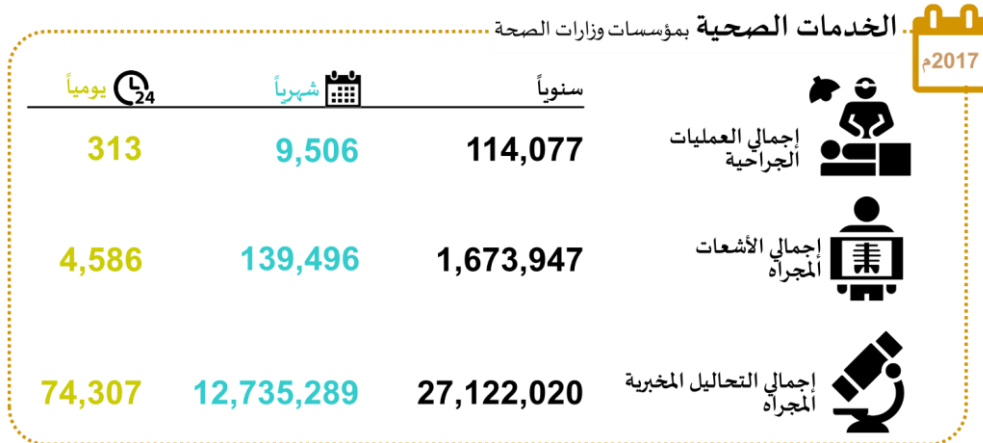 الخدمات الصحية بمؤسسات وزارات الصحة
2017م
سنوياً شهرياً يومياً 24
إجمالي العمليات
الجراحية
114,077 9,506 313
إجمالي الأشعات
المجراه
1,673,947 139,496 4,586
إجمالي التحاليل المخبرية
المجراه
27,122,020 12,735,289 74,307